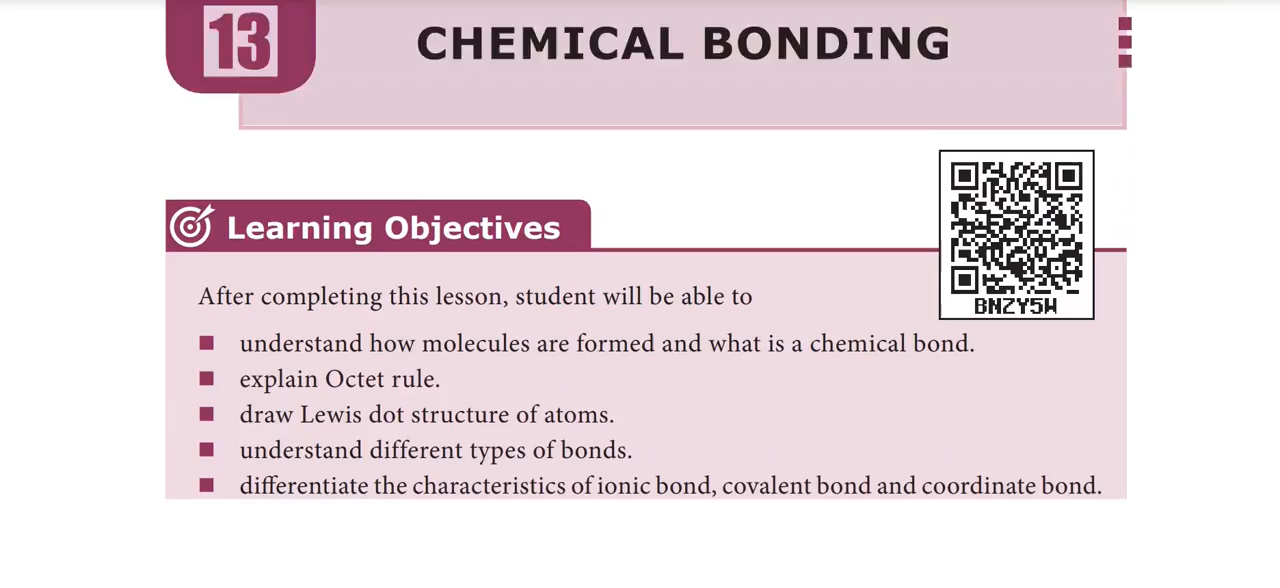 13
CHEMICAL BONDING
BNZY5W
Learning Objectives
After completing this lesson, student will be able to
■ understand how molecules are formed and what is a chemical bond.
■ explain Octet rule.
■ draw Lewis dot structure of atoms.
■ understand different types of bonds.
■ differentiate the characteristics of ionic bond, covalent bond and coordinate bond.